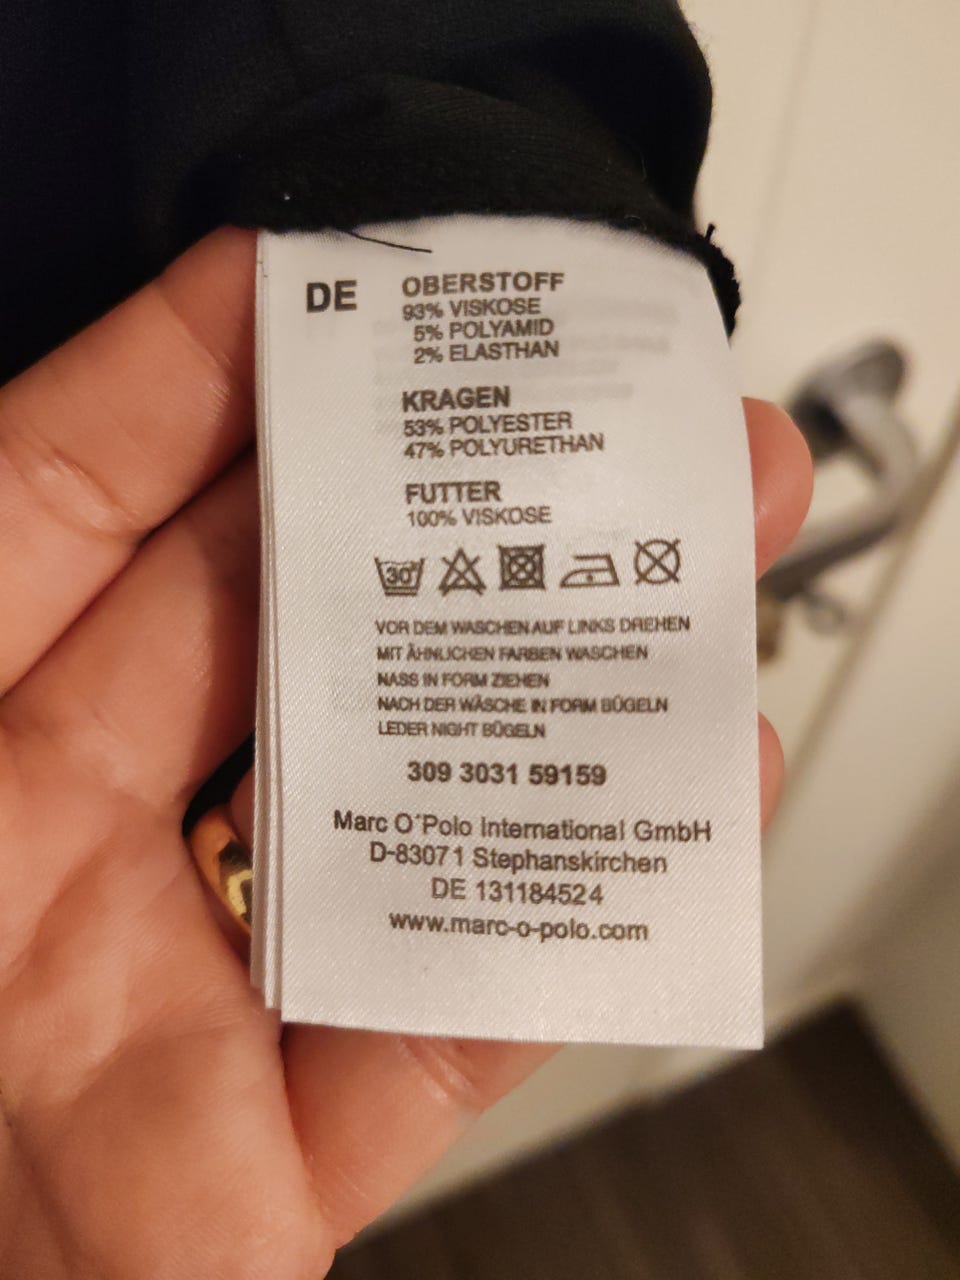 DE
OBERSTOFF
93% VISKOSE
5% POLYAMID
2% ELASTHAN
KRAGEN
53% POLYESTER
47% POLYURETHAN
FUTTER
100% VISKOSE
30°
VOR DEM WASCHEN AUF LINKS DREHEN
MIT ÄHNLICHEN FARBEN WASCHEN
NASS IN FORM ZIEHEN
NACH DER WÄSCHE IN FORM BÜGELN
LEDER NIGHT BÜGELN
309 3031 59159
Marc O´Polo International GmbH
D-83071 Stephanskirchen
DE 131184524
www.marc-o-polo.com